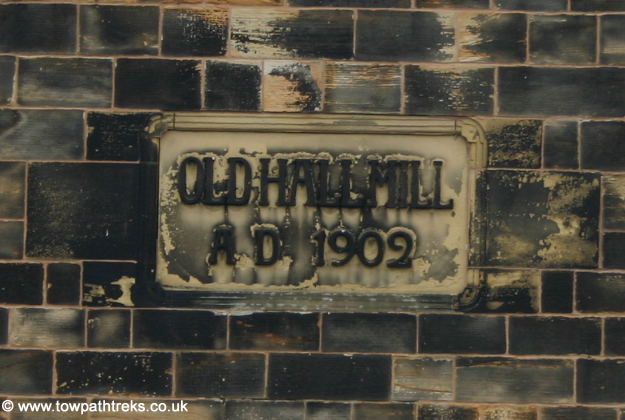 OLD HALL MILL
A.D. 1902
©www.towpathtreks.co.uk